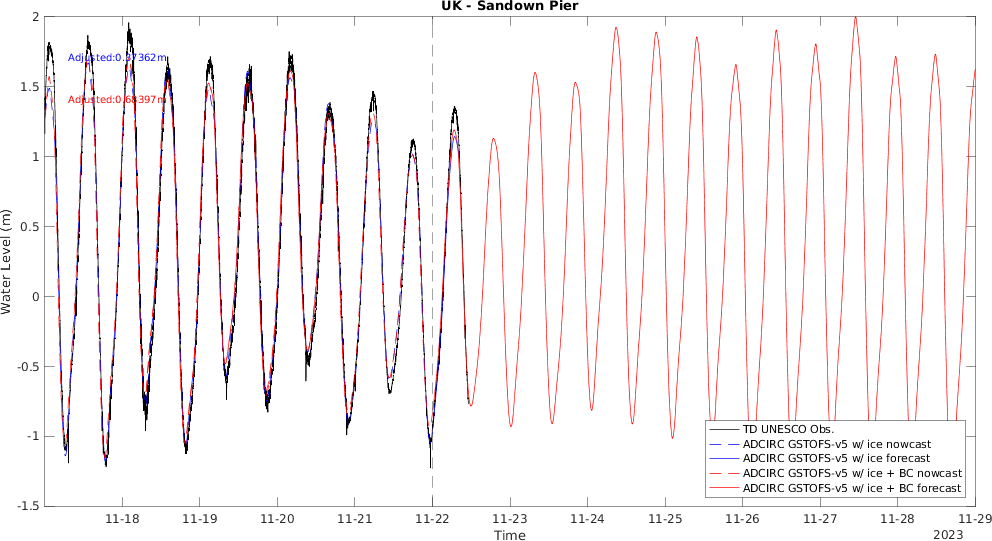 UK - Sandown Pier
Water Level (m)
2
1.5
1
0.5
0
-0.5
-1
-1.5
Adjusted:0.37362m
Adjusted:0.68397m
TD UNESCO Obs.
ADCIRC GSTOFS-v5 w/ ice nowcast
ADCIRC GSTOFS-v5 w/ ice forecast
ADCIRC GSTOFS-v5 w/ ice + BC nowcast
ADCIRC GSTOFS-v5 w/ ice + BC forecast
11-18 11-19 11-20 11-21 11-22 11-23 11-24 11-25 11-26 11-27 11-28 11-29
Time
2023